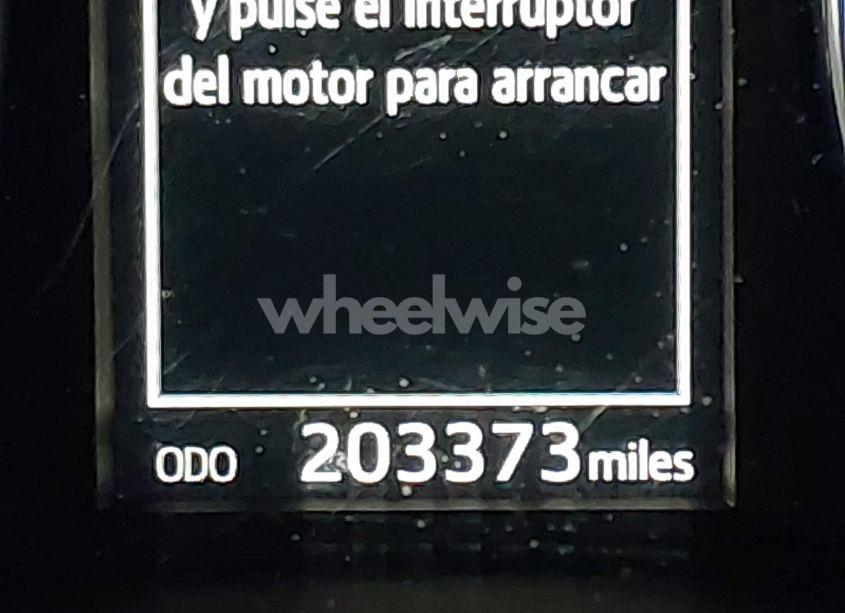 y pulse el interruptor
del motor para arrancar
wheelwise
ODO 203373 miles